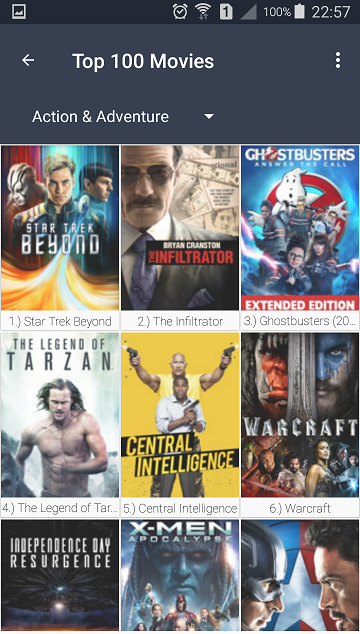 1 100% 22:57
Top 100 Movies
Action & Adventure
STAR TREK
BEYOND
BRYAN CRANSTON
THE INFILTRATOR
GHOSTBUSTERS
ANSWER THE CALL
EXTENDED EDITION
1.) Star Trek Beyond
2.) The Infiltrator
3.) Ghostbusters (20...
THE LEGEND OF
TARZAN
CENTRAL
INTELLIGENCE
WARCRAFT
4.) The Legend of Tar...
5.) Central Intelligence
6.) Warcraft
INDEPENDENCE DAY
RESURGENCE
X-MEN
APOCALYPSE